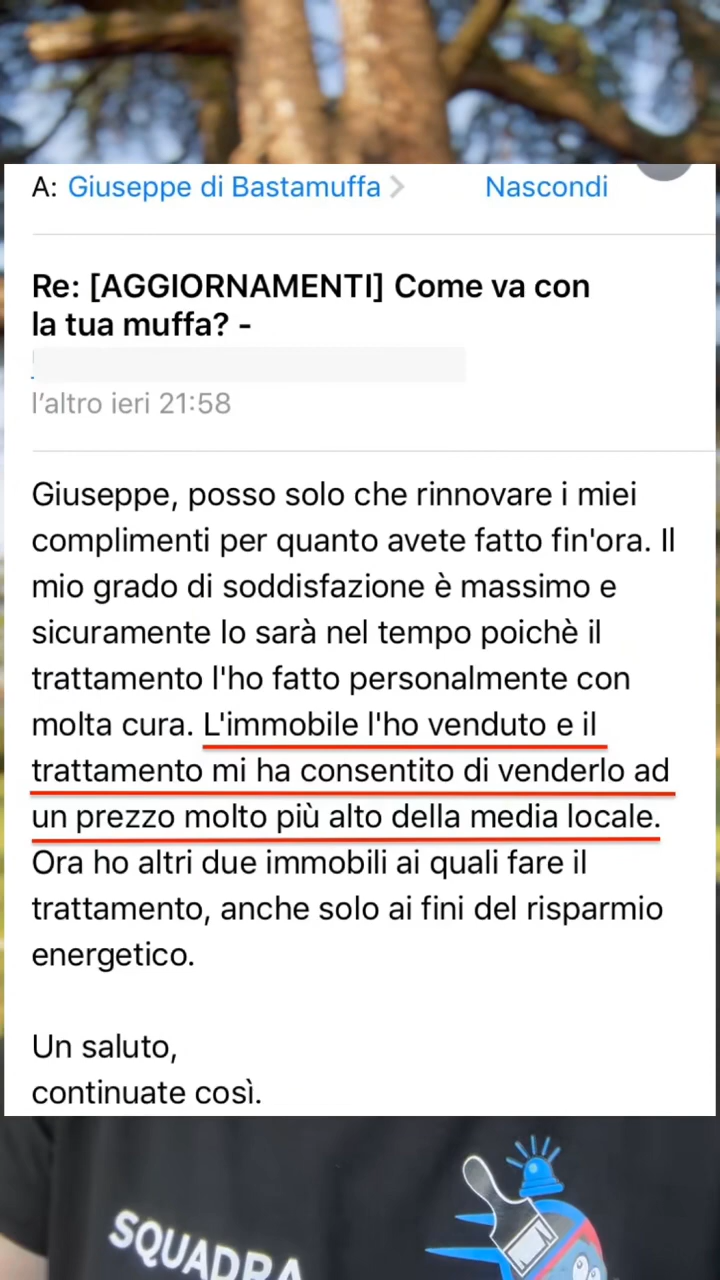 A: Giuseppe di Bastamuffa Nascondi
Re: [AGGIORNAMENTI] Come va con
la tua muffa? -
l'altro ieri 21:58
Giuseppe, posso solo che rinnovare i miei
complimenti per quanto avete fatto fin'ora. Il
mio grado di soddisfazione è massimo e
sicuramente lo sarà nel tempo poichè il
trattamento l'ho fatto personalmente con
molta cura. L'immobile l'ho venduto e il
trattamento mi ha consentito di venderlo ad
un prezzo molto più alto della media locale.
Ora ho altri due immobili ai quali fare il
trattamento, anche solo ai fini del risparmio
energetico.
Un saluto,
continuate così.
SQUADRA